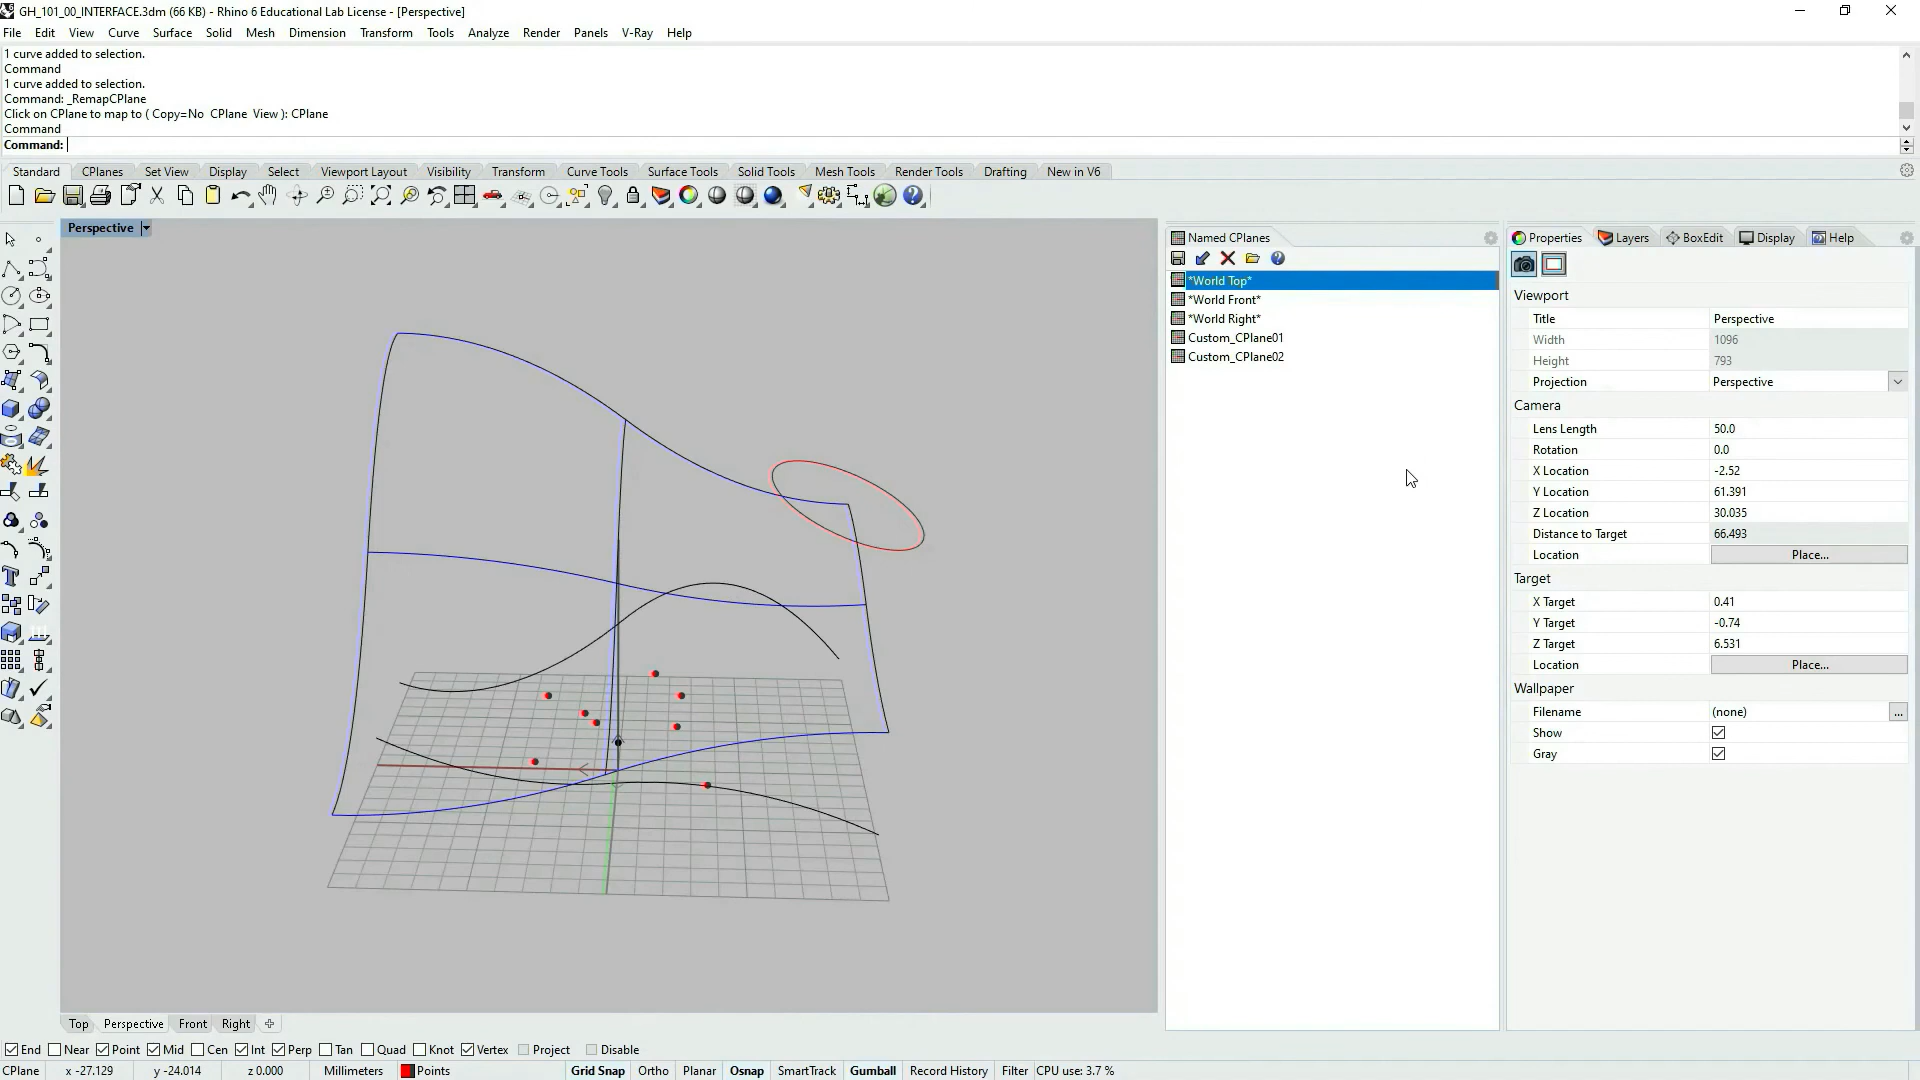 GH_101_00_INTERFACE.3dm (66 KB) - Rhino 6 Educational Lab License - [Perspective]
File Edit View Curve Surface Solid Mesh Dimension Transform Tools Analyze Render Panels V-Ray Help
1 curve added to selection.
Command
1 curve added to selection.
Command: _RemapCPlane
Click on CPlane to map to ( Copy=No CPlane View ): CPlane
Command
Command:
Standard CPlanes Set View Display Select Viewport Layout Visibility Transform Curve Tools Surface Tools Solid Tools Mesh Tools Render Tools Drafting New in V6
Perspective
Named CPlanes
*World Top*
*World Front*
*World Right*
Custom_CPlane01
Custom_CPlane02
Properties Layers BoxEdit Display Help
Viewport
Title Perspective
Width 1096
Height 793
Projection Perspective
Camera
Lens Length 50.0
Rotation 0.0
X Location -2.52
Y Location 61.391
Z Location 30.035
Distance to Target 66.493
Location Place...
Target
X Target 0.41
Y Target -0.74
Z Target 6.531
Location Place...
Wallpaper
Filename (none) ...
Show
Gray
Top Perspective Front Right
End Near Point Mid Cen Int Perp Tan Quad Knot Vertex Project Disable
CPlane x -27.129 y -24.014 z 0.000 Millimeters Points Grid Snap Ortho Planar Osnap SmartTrack Gumball Record History Filter CPU use: 3.7 %